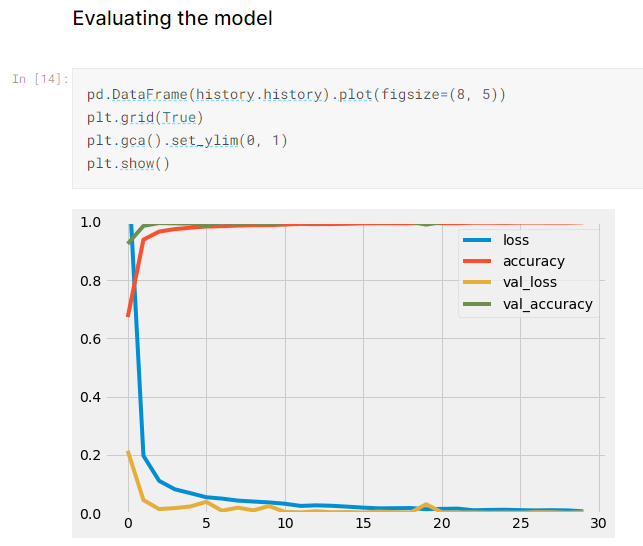 Evaluating the model
In [14]:
pd.DataFrame(history.history).plot(figsize=(8, 5))
plt.grid(True)
plt.gca().set_ylim(0, 1)
plt.show()
1.0
0.8
0.6
0.4
0.2
0.0
loss
accuracy
val_loss
val_accuracy
0 5 10 15 20 25 30